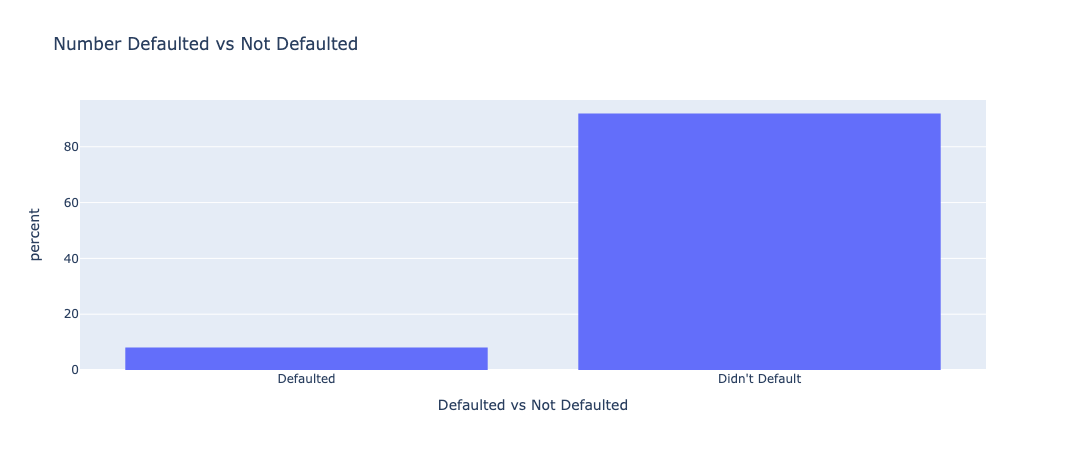 Number Defaulted vs Not Defaulted
percent
80
60
40
20
0
Defaulted
Didn't Default
Defaulted vs Not Defaulted